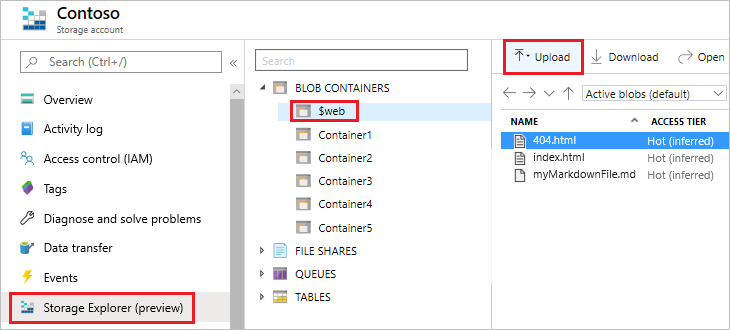 Contoso
Storage account
Search (Ctrl+/)
«
Overview
Activity log
Access control (IAM)
Tags
Diagnose and solve problems
Data transfer
Events
Storage Explorer (preview)
Search
BLOB CONTAINERS
$web
Container1
Container2
Container3
Container4
Container5
FILE SHARES
QUEUES
TABLES
Upload
Download
Open
Active blobs (default)
NAME ACCESS TIER
404.html Hot (inferred)
index.html Hot (inferred)
myMarkdownFile.md Hot (inferred)